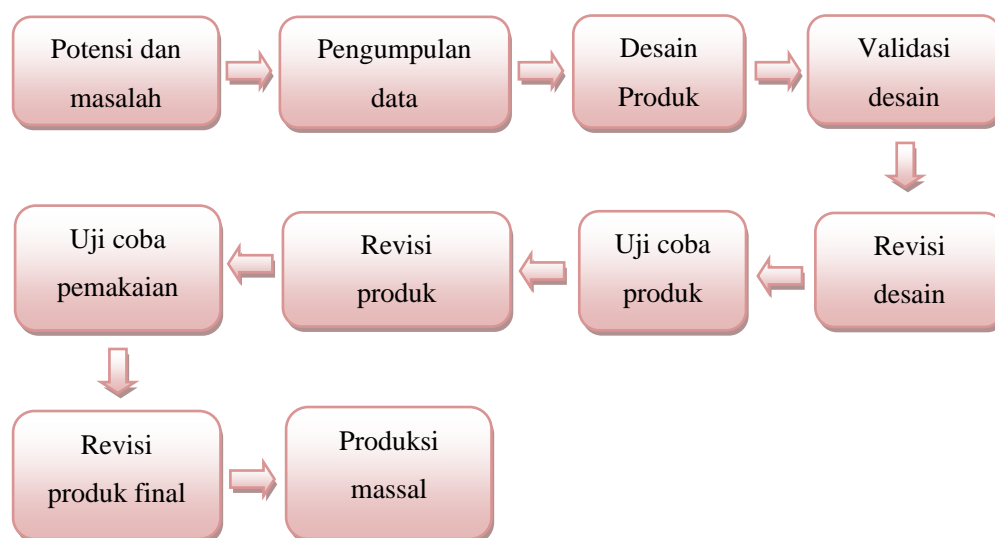 Potensi dan
masalah
Pengumpulan
data
Desain
Produk
Validasi
desain
Revisi
desain
Uji coba
produk
Revisi
produk
Uji coba
pemakaian
Revisi
produk final
Produksi
massal